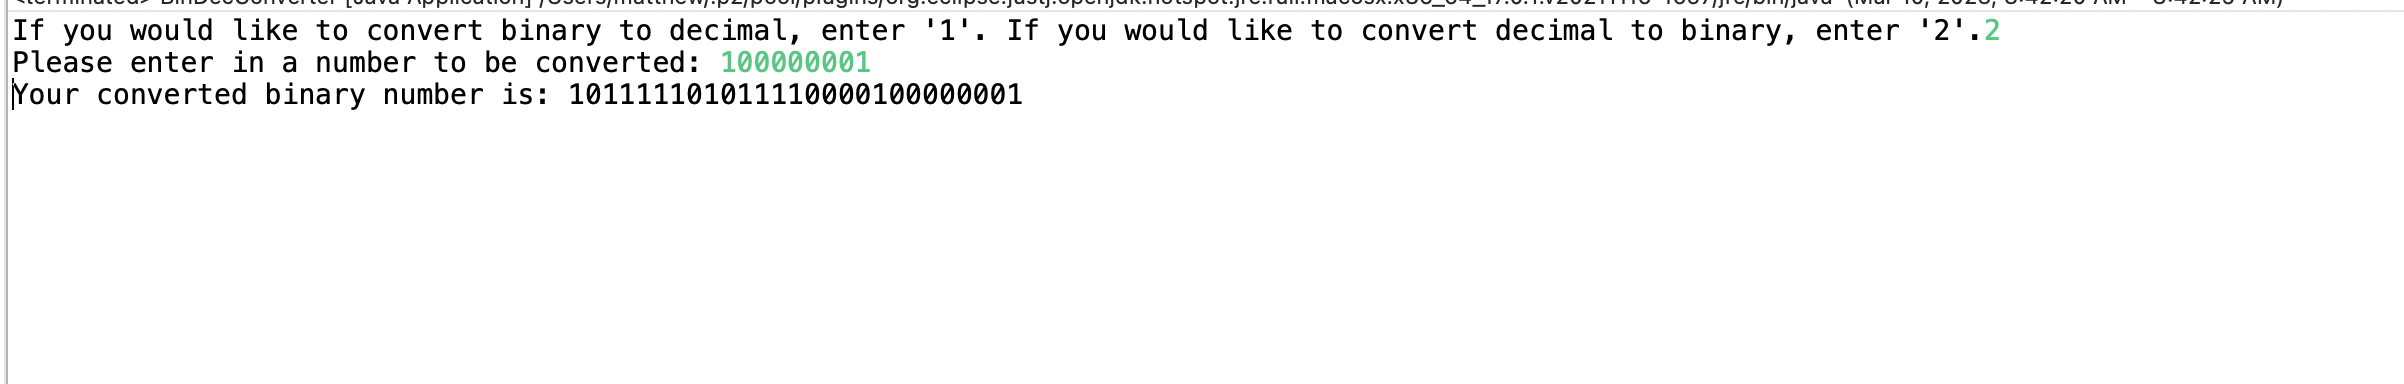 If you would like to convert binary to decimal, enter '1'. If you would like to convert decimal to binary, enter '2'.2
Please enter in a number to be converted: 100000001
Your converted binary number is: 101111101011110000100000001